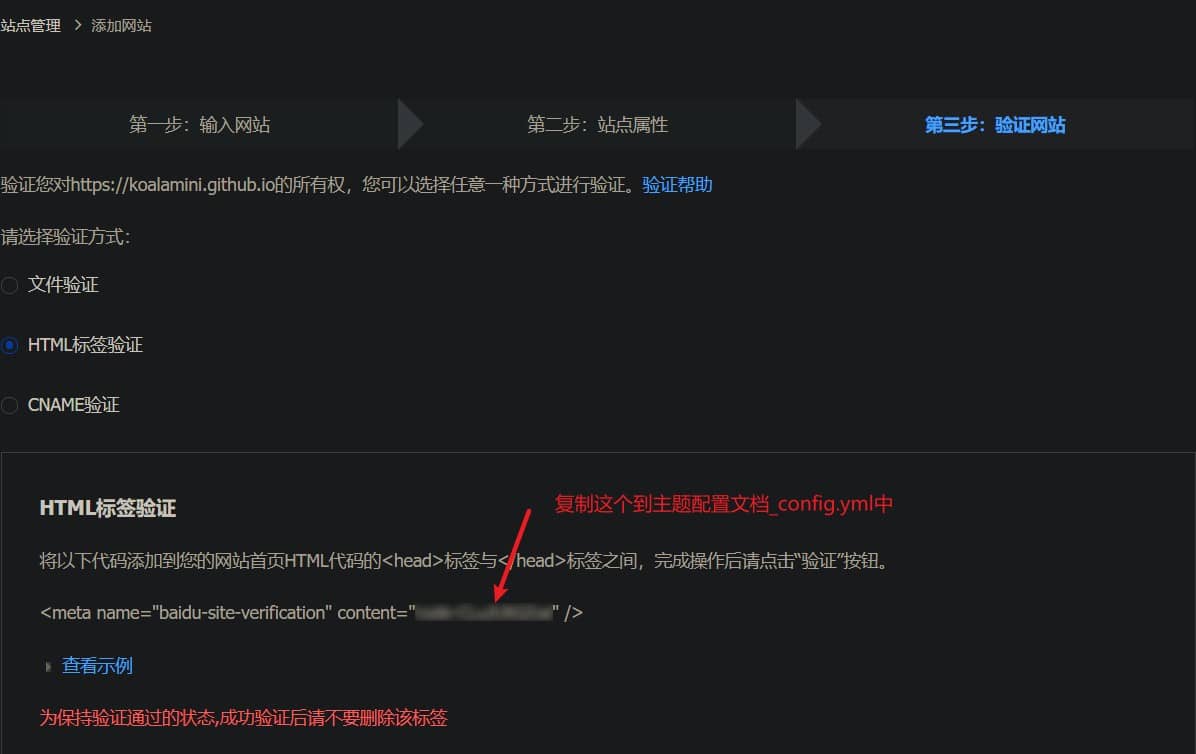 站点管理 > 添加网站
第一步：输入网站
第二步：站点属性
第三步：验证网站
验证您对https://koalamini.github.io的所有权，您可以选择任意一种方式进行验证。验证帮助
请选择验证方式：
文件验证
HTML标签验证
CNAME验证
HTML标签验证
复制这个到主题配置文档_config.yml中
将以下代码添加到您的网站首页HTML代码的<head>标签与</head>标签之间，完成操作后请点击“验证”按钮。
<meta name="baidu-site-verification" content="" />
查看示例
为保持验证通过的状态,成功验证后请不要删除该标签